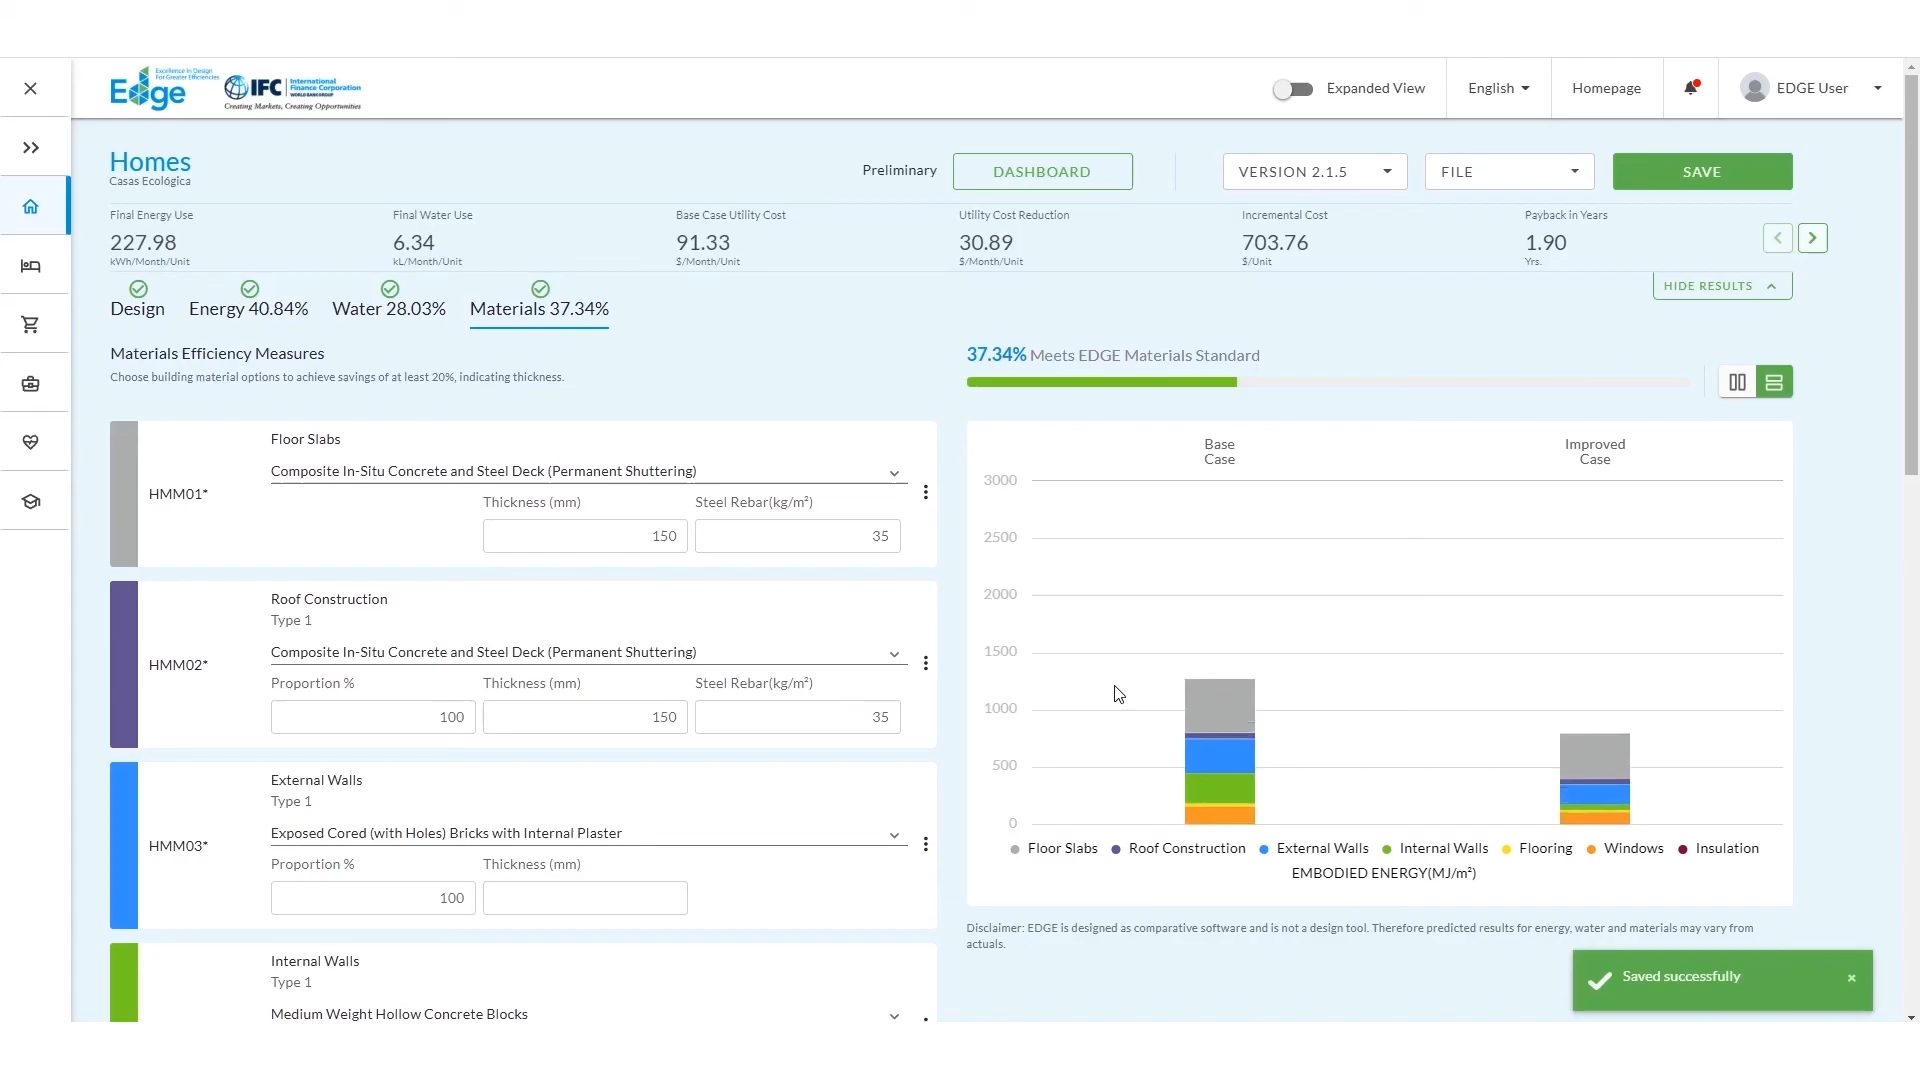 Edge
Excellence In Design
For Greater Efficiencies
IFC
International
Finance Corporation
WORLD BANK GROUP
Creating Markets, Creating Opportunities
Expanded View
English
Homepage
EDGE User
Homes
Casas Ecológica
Preliminary
DASHBOARD
VERSION 2.1.5
FILE
SAVE
Final Energy Use
227.98
kWh/Month/Unit
Final Water Use
6.34
kL/Month/Unit
Base Case Utility Cost
91.33
$/Month/Unit
Utility Cost Reduction
30.89
$/Month/Unit
Incremental Cost
703.76
$/Unit
Payback in Years
1.90
Yrs.
HIDE RESULTS
Design
Energy 40.84%
Water 28.03%
Materials 37.34%
Materials Efficiency Measures
Choose building material options to achieve savings of at least 20%, indicating thickness.
37.34% Meets EDGE Materials Standard
HMM01*
Floor Slabs
Composite In-Situ Concrete and Steel Deck (Permanent Shuttering)
Thickness (mm)
Steel Rebar(kg/m²)
150
35
HMM02*
Roof Construction
Type 1
Composite In-Situ Concrete and Steel Deck (Permanent Shuttering)
Proportion %
Thickness (mm)
Steel Rebar(kg/m²)
100
150
35
HMM03*
External Walls
Type 1
Exposed Cored (with Holes) Bricks with Internal Plaster
Proportion %
Thickness (mm)
100
Internal Walls
Type 1
Medium Weight Hollow Concrete Blocks
Base
Case
Improved
Case
3000
2500
2000
1500
1000
500
0
Floor Slabs
Roof Construction
External Walls
Internal Walls
Flooring
Windows
Insulation
EMBODIED ENERGY(MJ/m²)
Disclaimer: EDGE is designed as comparative software and is not a design tool. Therefore predicted results for energy, water and materials may vary from
actuals.
Saved successfully
×